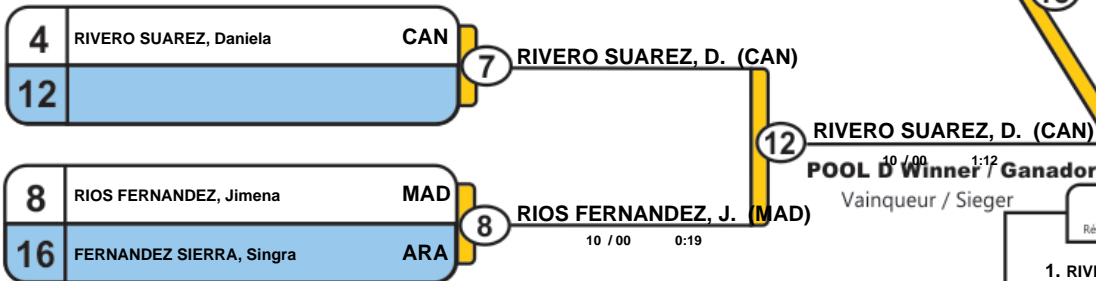 4 RIVERO SUAREZ, Daniela CAN
12
7
RIVERO SUAREZ, D. (CAN)
8 RIOS FERNANDEZ, Jimena MAD
16 FERNANDEZ SIERRA, Singra ARA
8
RIOS FERNANDEZ, J. (MAD)
10 / 00 0:19
12
RIVERO SUAREZ, D. (CAN)
10 / 00 1:12
POOL D Winner / Ganador
Vainqueur / Sieger
Ré
1. RIV